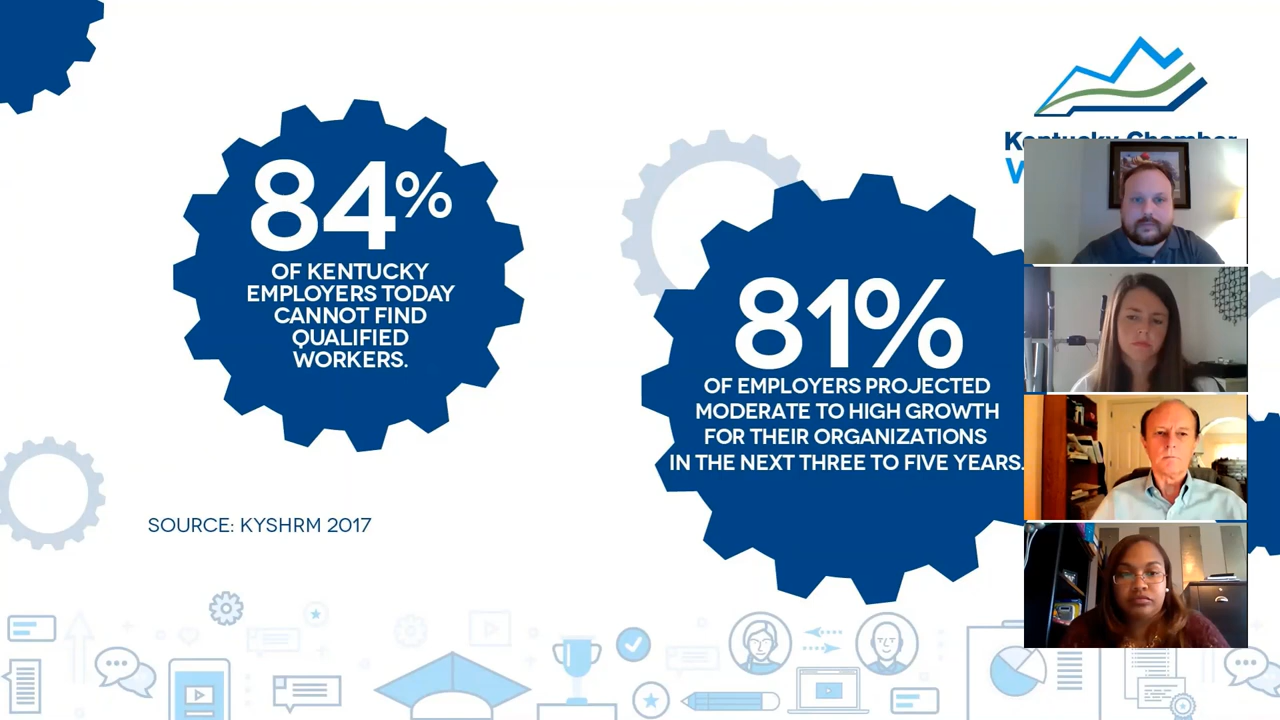 84%
OF KENTUCKY
EMPLOYERS TODAY
CANNOT FIND
QUALIFIED
WORKERS.
Kentucky Chamber
81%
OF EMPLOYERS PROJECTED
MODERATE TO HIGH GROWTH
FOR THEIR ORGANIZATIONS
IN THE NEXT THREE TO FIVE YEARS.
SOURCE: KYSHRM 2017